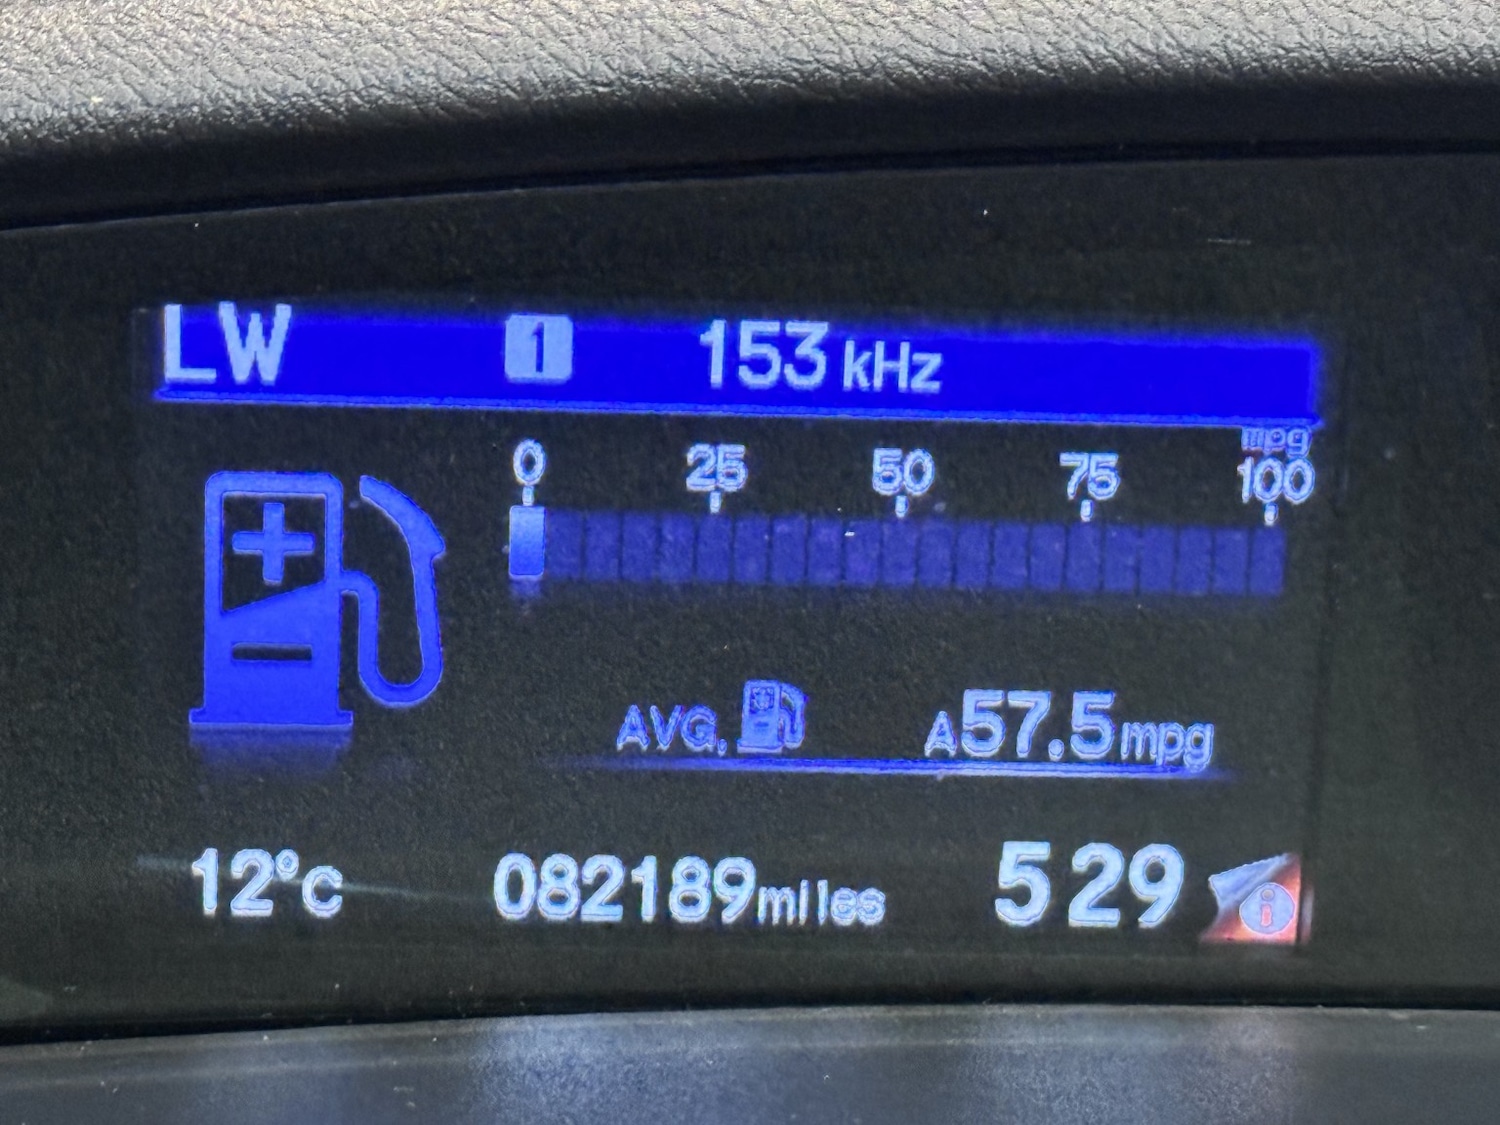 LW 1 153 kHz
mpg
0 25 50 75 100
AVG. A57.5mpg
12°C 082189miles 529 i